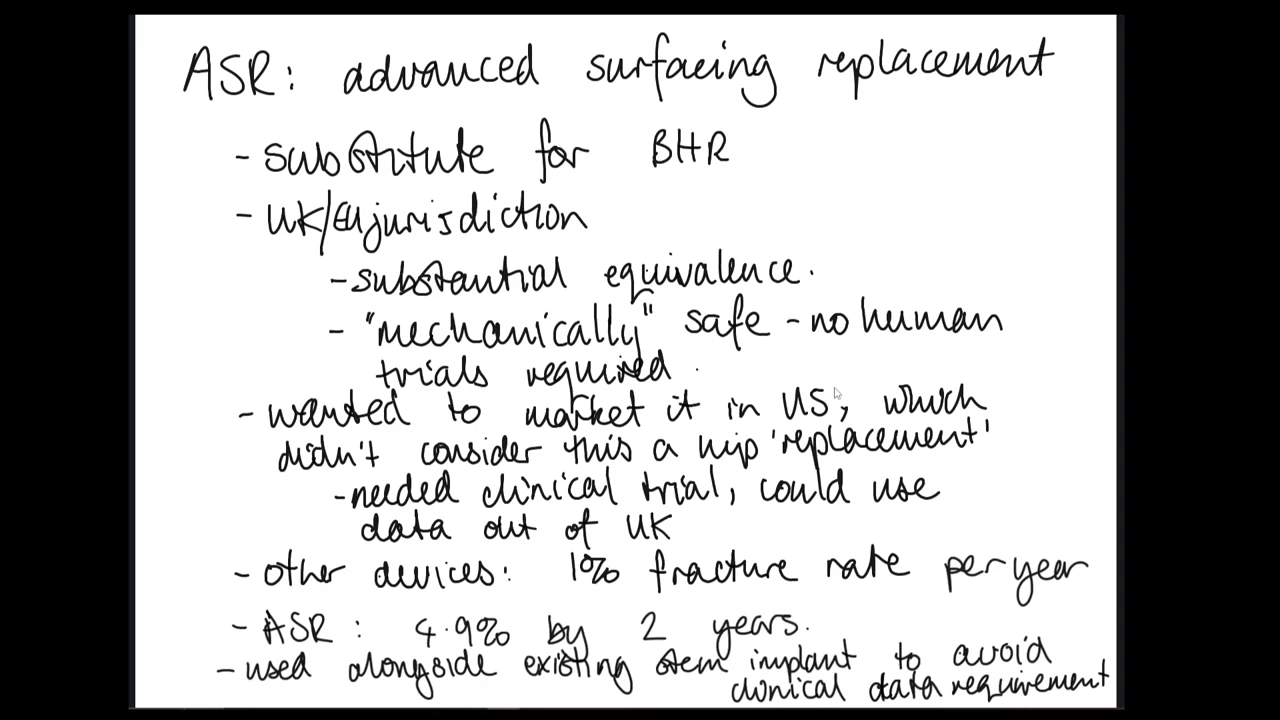 ASR: advanced surfacing replacement
- substitute for BHR
- UK/EU jurisdiction
- substantial equivalence.
- "mechanically" safe - no human
trials required.
- wanted to market it in US, which
didn't consider this a hip 'replacement'
- needed clinical trial, could use
data out of UK
- other devices: 1% fracture rate per year
- ASR: 4.9% by 2 years.
- used alongside existing stem implant to avoid
clinical data requirement